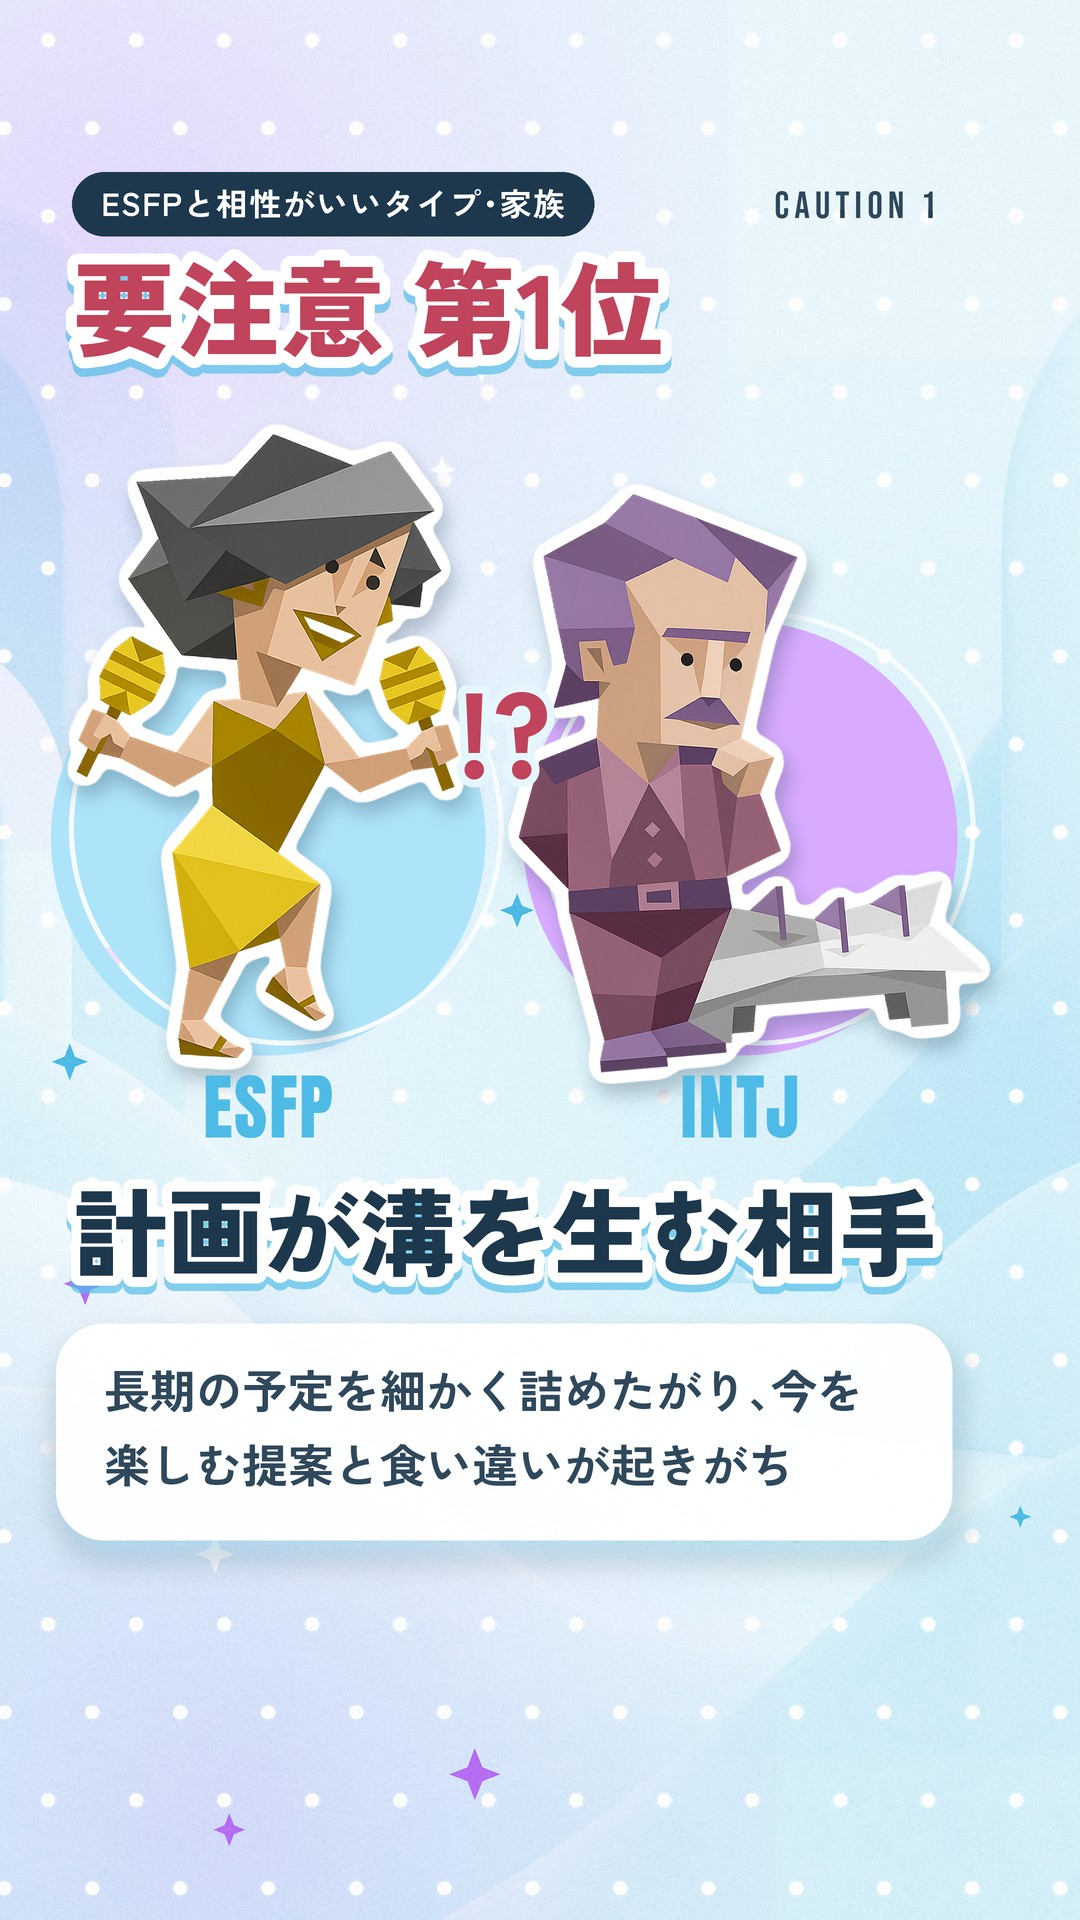 ESFPと相性がいいタイプ・家族
CAUTION 1
要注意 第1位
!?
ESFP
INTJ
計画が溝を生む相手
長期の予定を細かく詰めたがり、今を
楽しむ提案と食い違いが起きがち